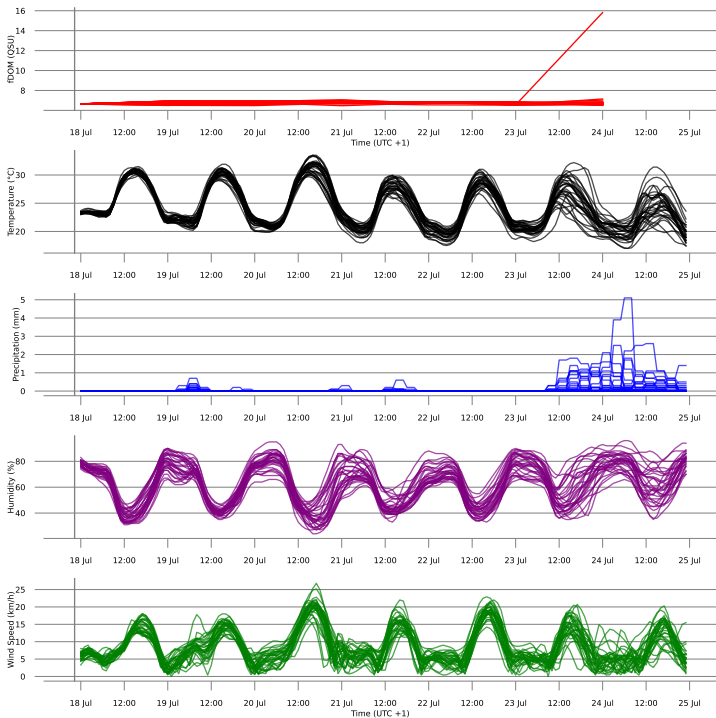 fDOM (QSU)
16
14
12
10
8
18 Jul 12:00 19 Jul 12:00 20 Jul 12:00 21 Jul 12:00 22 Jul 12:00 23 Jul 12:00 24 Jul 12:00 25 Jul
Time (UTC +1)
Temperature (°C)
30
25
20
18 Jul 12:00 19 Jul 12:00 20 Jul 12:00 21 Jul 12:00 22 Jul 12:00 23 Jul 12:00 24 Jul 12:00 25 Jul
Precipitation (mm)
5
4
3
2
1
0
18 Jul 12:00 19 Jul 12:00 20 Jul 12:00 21 Jul 12:00 22 Jul 12:00 23 Jul 12:00 24 Jul 12:00 25 Jul
Humidity (%)
80
60
40
18 Jul 12:00 19 Jul 12:00 20 Jul 12:00 21 Jul 12:00 22 Jul 12:00 23 Jul 12:00 24 Jul 12:00 25 Jul
Wind Speed (km/h)
25
20
15
10
5
0
18 Jul 12:00 19 Jul 12:00 20 Jul 12:00 21 Jul 12:00 22 Jul 12:00 23 Jul 12:00 24 Jul 12:00 25 Jul
Time (UTC +1)